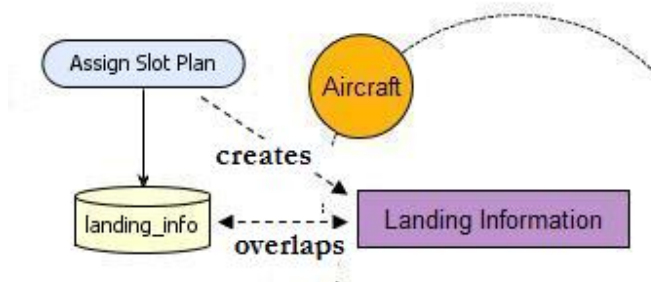 Assign Slot Plan
Aircraft
creates
landing_info
Landing Information
overlaps